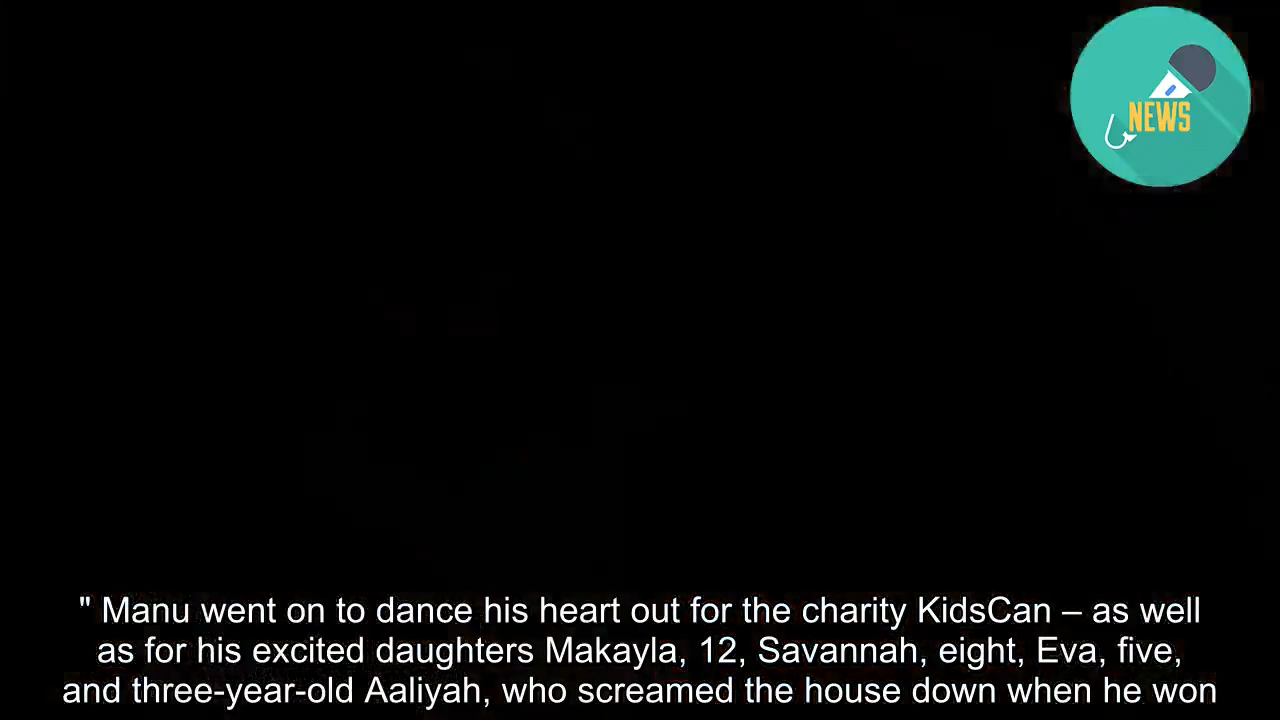 NEWS
" Manu went on to dance his heart out for the charity KidsCan – as well
as for his excited daughters Makayla, 12, Savannah, eight, Eva, five,
and three-year-old Aaliyah, who screamed the house down when he won